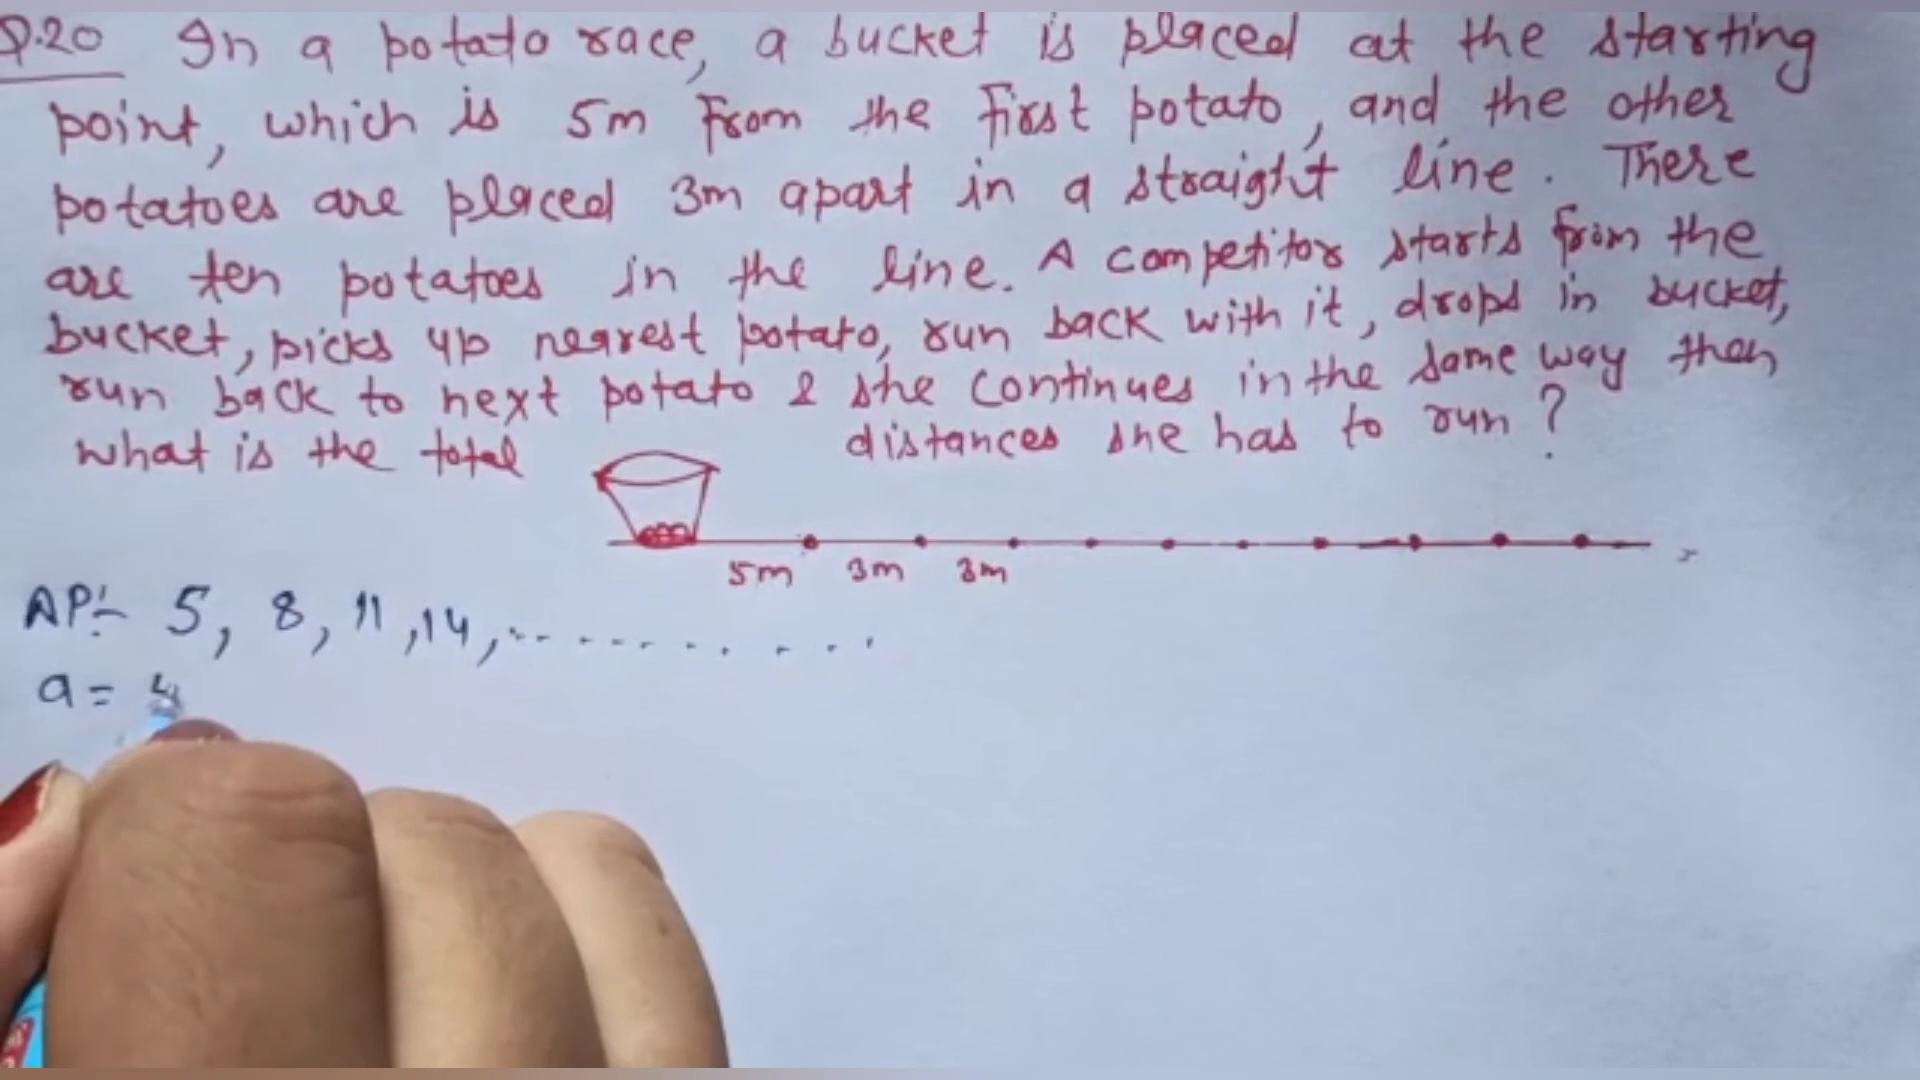 Q.20 In a potato race, a bucket is placed at the starting
point, which is 5m from the first potato, and the other
potatoes are placed 3m apart in a straight line. There
are ten potatoes in the line. A competitor starts from the
bucket, picks up nearest potato, run back with it, drops in bucket,
run back to next potato & she continues in the same way then
what is the total distances she has to run?
5m 3m 3m
AP:- 5, 8, 11, 14, ............
a =